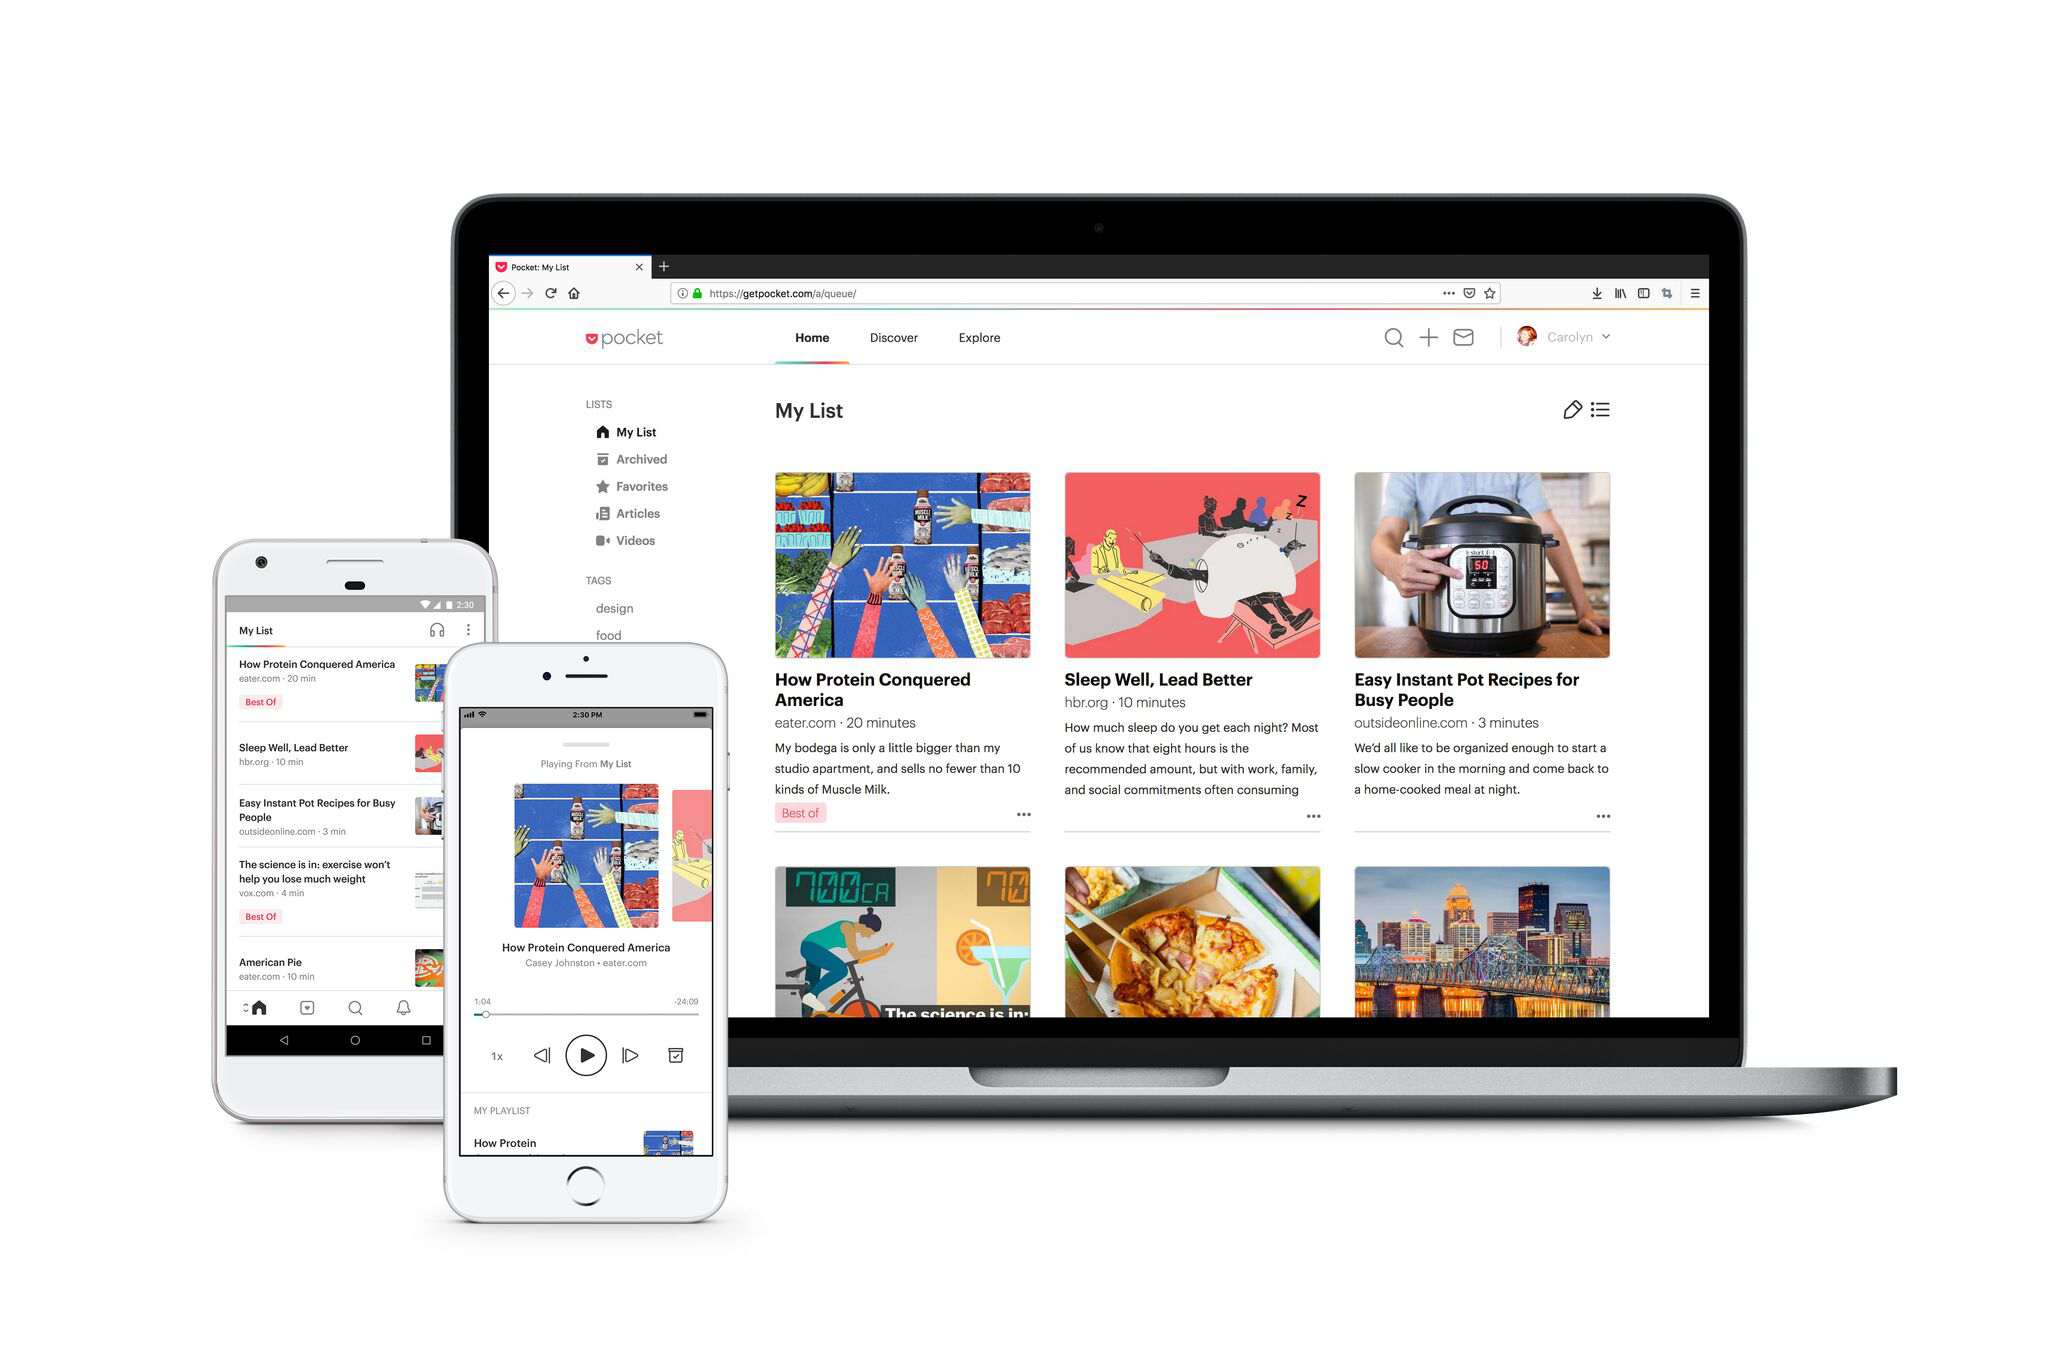 Pocket: My List
https://getpocket.com/a/queue/
pocket
Home
Discover
Explore
Carolyn
LISTS
My List
Archived
Favorites
Articles
Videos
TAGS
design
food
My List
MUSCLE MILK
Z
Z
Z
start
50
How Protein Conquered
America
eater.com · 20 minutes
My bodega is only a little bigger than my
studio apartment, and sells no fewer than 10
kinds of Muscle Milk.
Best of
Sleep Well, Lead Better
hbr.org · 10 minutes
How much sleep do you get each night? Most
of us know that eight hours is the
recommended amount, but with work, family,
and social commitments often consuming
Easy Instant Pot Recipes for
Busy People
outsideonline.com · 3 minutes
We’d all like to be organized enough to start a
slow cooker in the morning and come back to
a home-cooked meal at night.
700CA
70
The science is in:
2:30
My List
How Protein Conquered America
eater.com · 20 min
Best Of
Sleep Well, Lead Better
hbr.org · 10 min
Easy Instant Pot Recipes for Busy
People
outsideonline.com · 3 min
The science is in: exercise won’t
help you lose much weight
vox.com · 4 min
Best Of
American Pie
eater.com · 10 min
2:30 PM
Playing From My List
How Protein Conquered America
Casey Johnston • eater.com
1:04
-24:09
1x
MY PLAYLIST
How Protein